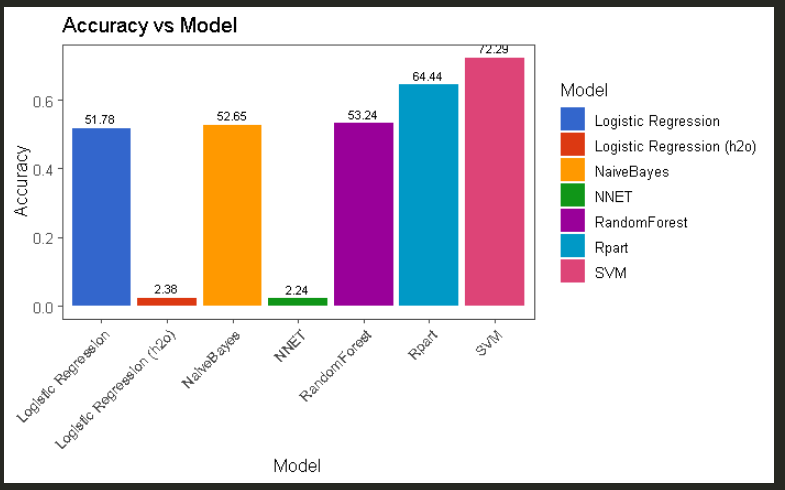 Accuracy vs Model
72.29
64.44
53.24
52.65
51.78
2.38
2.24
0.6
0.4
0.2
0.0
Accuracy
Logistic Regression
Logistic Regression (h2o)
NaiveBayes
NNET
RandomForest
Rpart
SVM
Model
Model
Logistic Regression
Logistic Regression (h2o)
NaiveBayes
NNET
RandomForest
Rpart
SVM